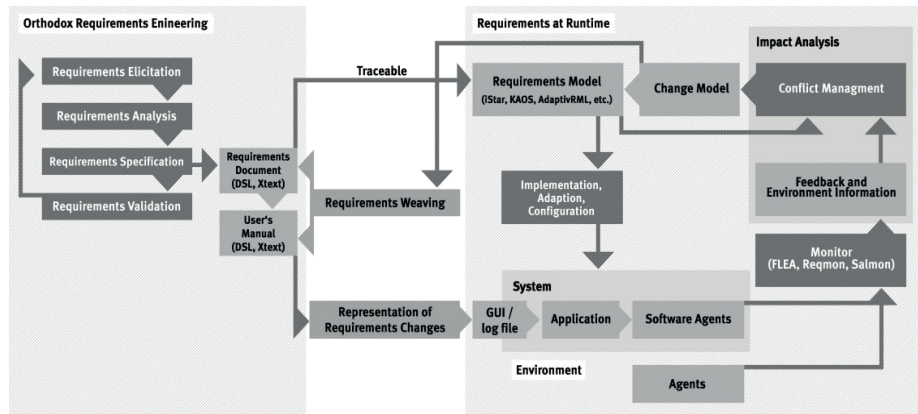 Orthodox Requirements Enineering
Requirements Elicitation
Requirements Analysis
Requirements Specification
Requirements Validation
Requirements
Document
(DSL, Xtext)
User's
Manual
(DSL, Xtext)
Traceable
Requirements Weaving
Representation of
Requirements Changes
Requirements at Runtime
Requirements Model
(iStar, KAOS, AdaptivRML, etc.)
Change Model
Impact Analysis
Conflict Managment
Implementation,
Adaption,
Configuration
Feedback and
Environment Information
Monitor
(FLEA, Reqmon, Salmon)
System
GUI /
log file
Application
Software Agents
Environment
Agents